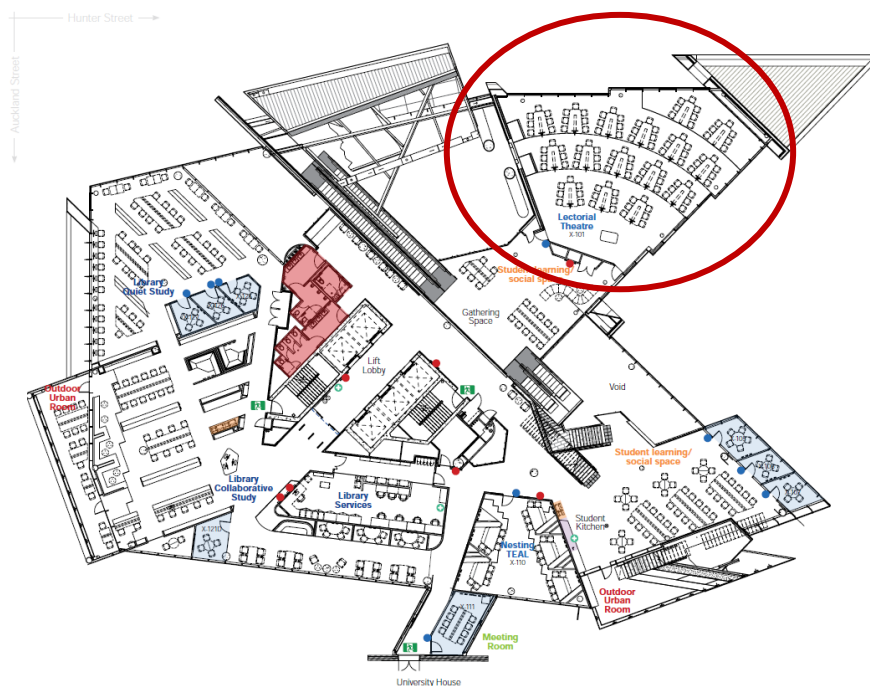 Hunter Street
Auckland Street
Lectorial
Theatre
X-101
Student learning/
social space
Library
Quiet Study
Gathering
Space
Lift
Lobby
Void
Outdoor
Urban
Room
Student learning/
social space
Library
Collaborative
Study
Library
Services
X-1210
Student
Kitchen
Nesting
TEAL
X-110
Outdoor
Urban
Room
X-111
Meeting
Room
University House